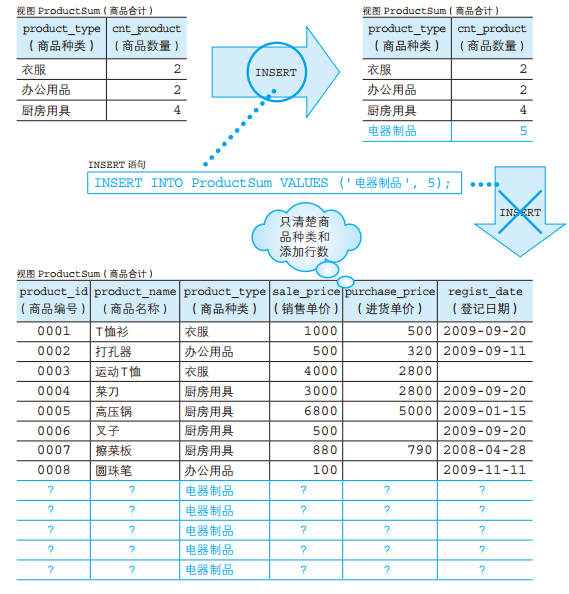 视图 ProductSum(商品合计)
product_type cnt_product
(商品种类) (商品数量)
衣服 2
办公用品 2
厨房用具 4
INSERT
视图 ProductSum(商品合计)
product_type cnt_product
(商品种类) (商品数量)
衣服 2
办公用品 2
厨房用具 4
电器制品 5
INSERT 语句
INSERT INTO ProductSum VALUES ('电器制品', 5);
INSERT
只清楚商
品种类和
添加行数
视图 ProductSum(商品合计)
product_id product_name product_type sale_price purchase_price regist_date
(商品编号) (商品名称) (商品种类) (销售单价) (进货单价) (登记日期)
0001 T恤衫 衣服 1000 500 2009-09-20
0002 打孔器 办公用品 500 320 2009-09-11
0003 运动T恤 衣服 4000 2800
0004 菜刀 厨房用具 3000 2800 2009-09-20
0005 高压锅 厨房用具 6800 5000 2009-01-15
0006 叉子 厨房用具 500 2009-09-20
0007 擦菜板 厨房用具 880 790 2008-04-28
0008 圆珠笔 办公用品 100 2009-11-11
? ? 电器制品 ? ? ?
? ? 电器制品 ? ? ?
? ? 电器制品 ? ? ?
? ? 电器制品 ? ? ?
? ? 电器制品 ? ? ?